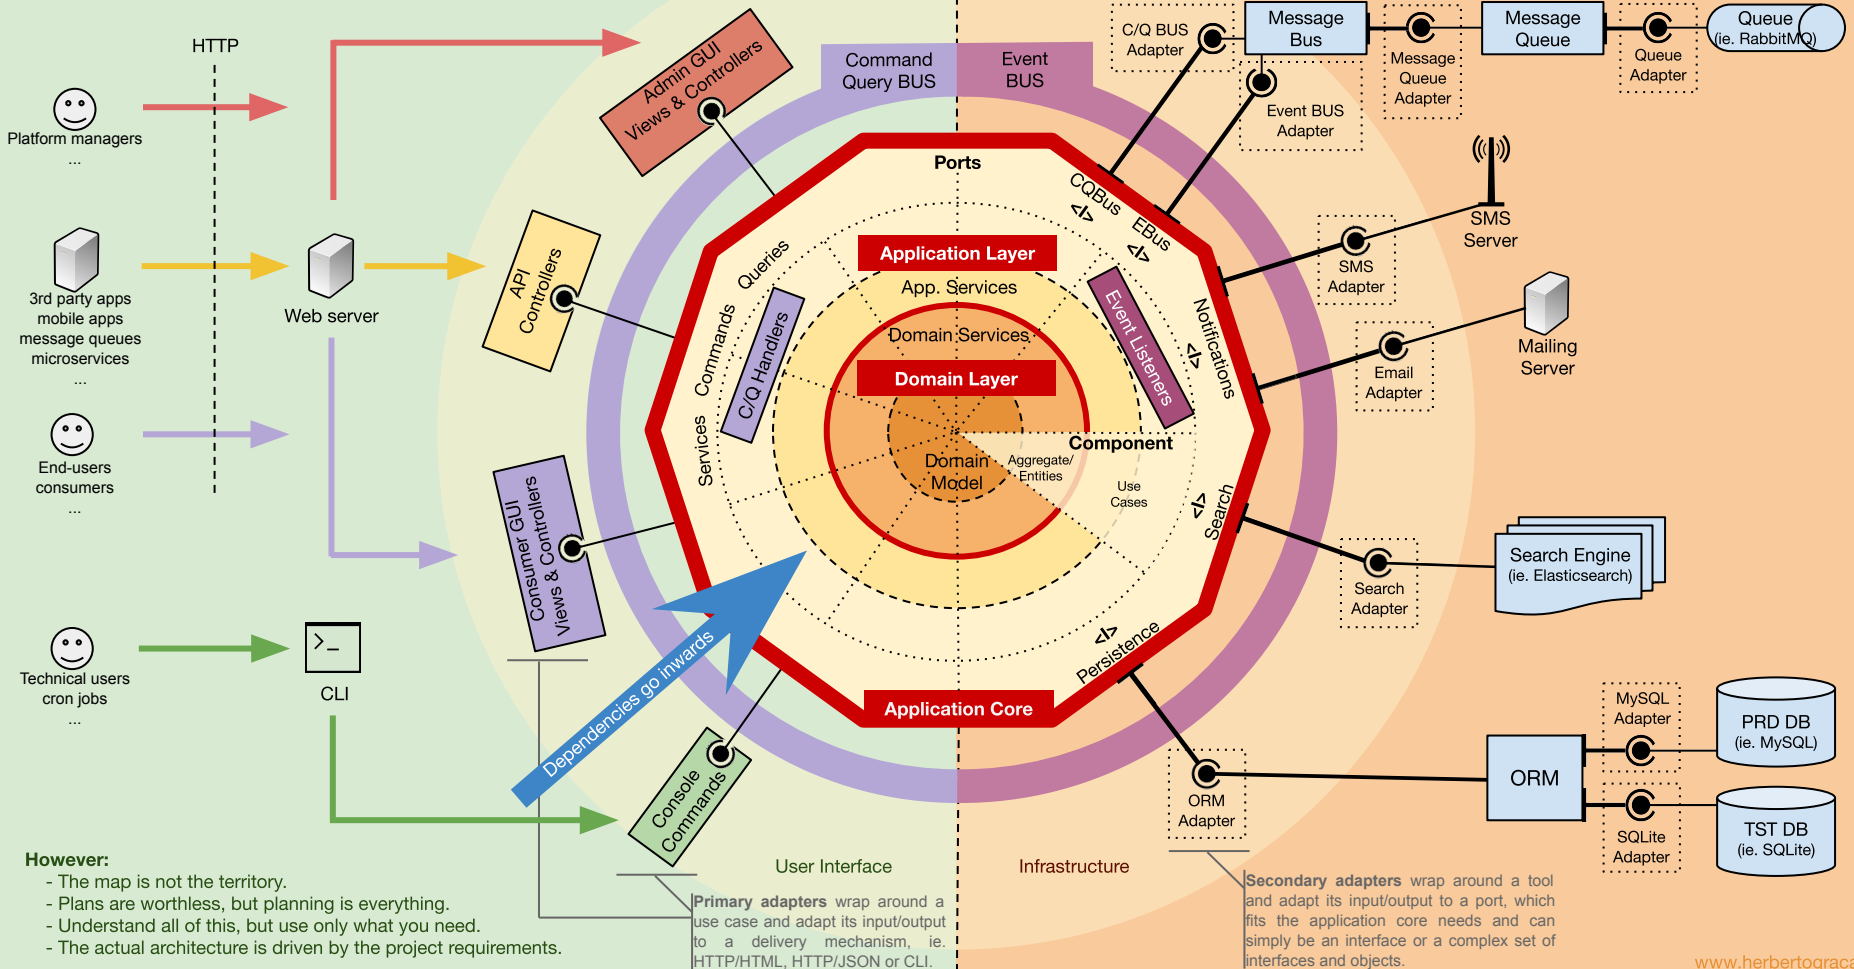 HTTP
Platform managers
...
3rd party apps
mobile apps
message queues
microservices
...
Web server
End-users
consumers
...
Technical users
cron jobs
...
CLI
However:
- The map is not the territory.
- Plans are worthless, but planning is everything.
- Understand all of this, but use only what you need.
- The actual architecture is driven by the project requirements.
Admin GUI
Views & Controllers
API
Controllers
Consumer GUI
Views & Controllers
Console
Commands
Dependencies go inwards
Command
Query BUS
Event
BUS
Ports
Queries
Commands
Services
C/Q Handlers
Application Layer
App. Services
Domain Services
Domain Layer
Domain
Model
Component
Aggregate/
Entities
Use
Cases
Event Listeners
CQBus
</>
EBus
</>
Notifications
</>
Search
</>
Persistence
</>
Application Core
User Interface
Infrastructure
Primary adapters wrap around a
use case and adapt its input/output
to a delivery mechanism, ie.
HTTP/HTML, HTTP/JSON or CLI.
Secondary adapters wrap around a tool
and adapt its input/output to a port, which
fits the application core needs and can
simply be an interface or a complex set of
interfaces and objects.
C/Q BUS
Adapter
Message
Bus
Event BUS
Adapter
Message
Queue
Adapter
Message
Queue
Queue
Adapter
Queue
(ie. RabbitMQ)
SMS
Server
SMS
Adapter
Mailing
Server
Email
Adapter
Search
Adapter
Search Engine
(ie. Elasticsearch)
ORM
Adapter
ORM
MySQL
Adapter
PRD DB
(ie. MySQL)
SQLite
Adapter
TST DB
(ie. SQLite)
www.herbertograca